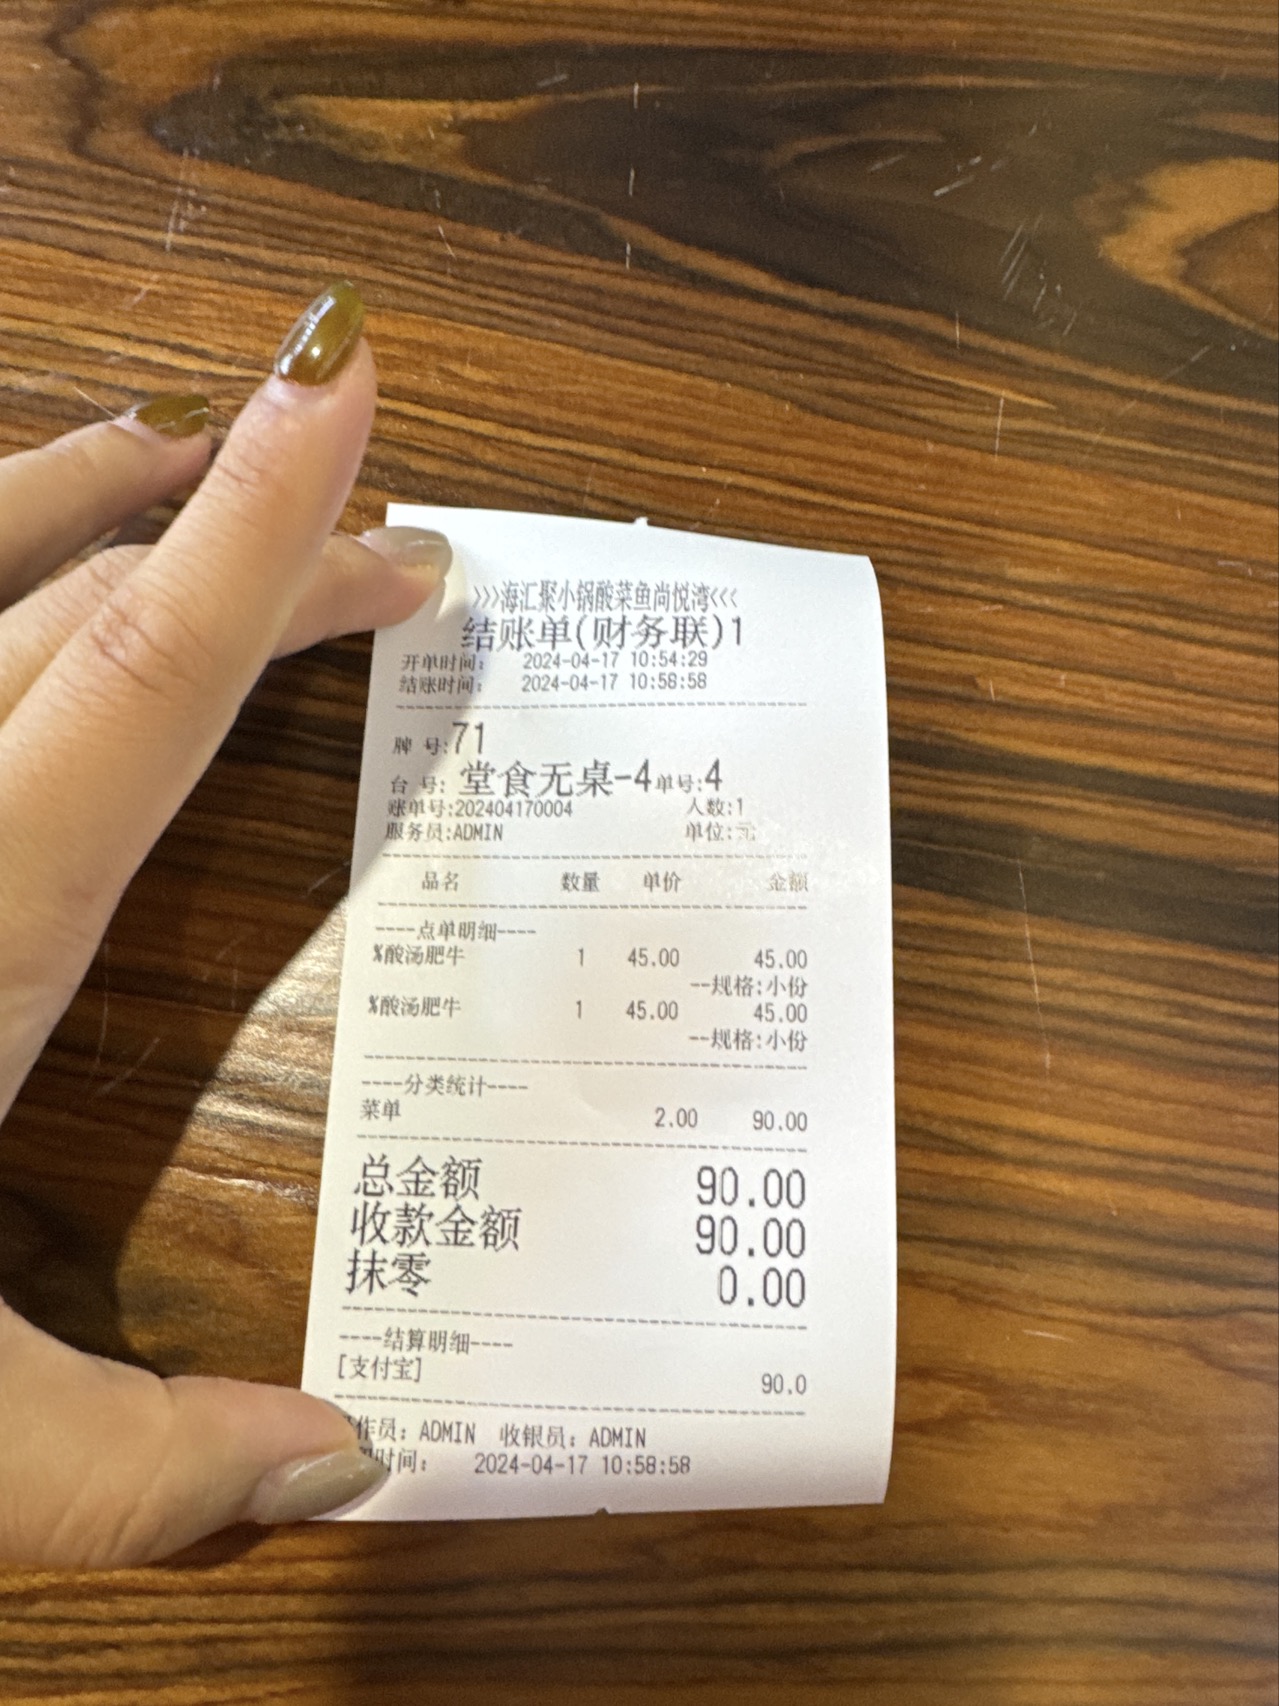 >>>海汇聚小锅酸菜鱼尚悦湾<<<
结账单(财务联)1
开单时间: 2024-04-17 10:54:29
结账时间: 2024-04-17 10:58:58
牌 号:71
台 号: 堂食无桌-4 单号:4
账单号:202404170004 人数:1
服务员:ADMIN 单位:元
品名 数量 单价 金额
----点单明细----
%酸汤肥牛 1 45.00 45.00
--规格:小份
%酸汤肥牛 1 45.00 45.00
--规格:小份
----分类统计----
菜单 2.00 90.00
总金额 90.00
收款金额 90.00
抹零 0.00
----结算明细----
[支付宝] 90.0
作员: ADMIN 收银员: ADMIN
时间: 2024-04-17 10:58:58